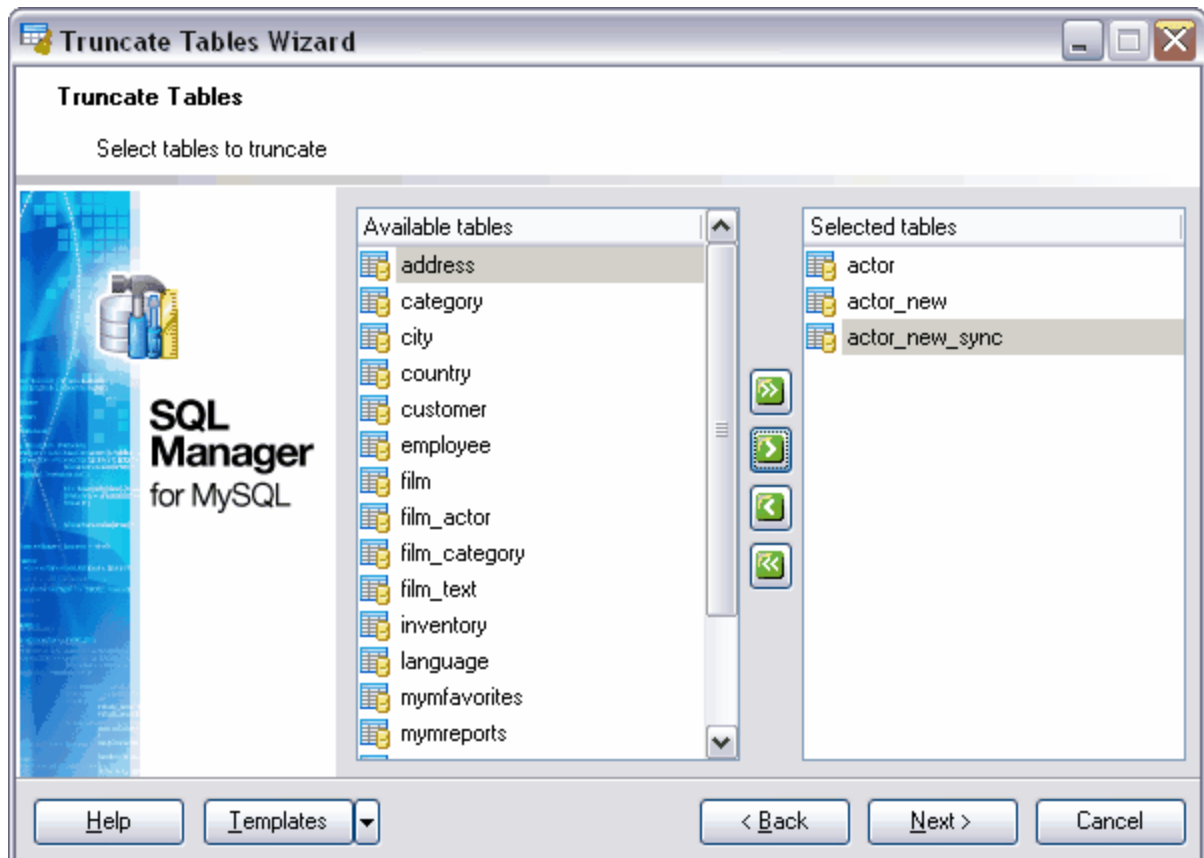 Truncate Tables Wizard
Truncate Tables
Select tables to truncate
SQL
Manager
for MySQL
Available tables
address
category
city
country
customer
employee
film
film_actor
film_category
film_text
inventory
language
mymfavorites
mymreports
Selected tables
actor
actor_new
actor_new_sync
Help
Templates
< Back
Next >
Cancel